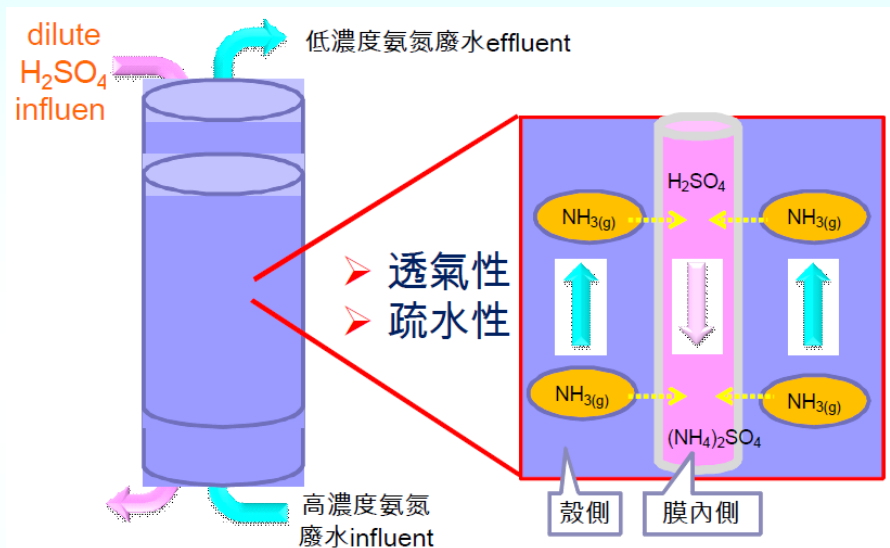 dilute
H₂SO₄
influen
低濃度氨氮廢水effluent
透氣性
疏水性
高濃度氨氮
廢水influent
H₂SO₄
NH₃(g)
NH₃(g)
NH₃(g)
NH₃(g)
(NH₄)₂SO₄
殼側
膜內側